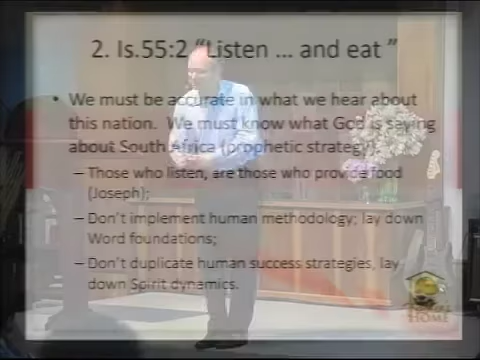 2. Is.55:2 “Listen ... and eat ”
• We must be accurate in what we hear about
this nation. We must know what God is saying
about South Africa (prophetic strategy).
– Those who listen, are those who provide food
(Joseph);
– Don't implement human methodology; lay down
Word foundations;
– Don't duplicate human success strategies, lay
down Spirit dynamics.
HOME